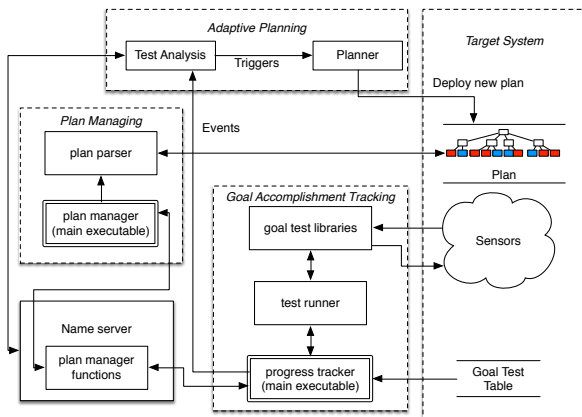 Adaptive Planning
Test Analysis
Triggers
Planner
Target System
Deploy new plan
Plan Managing
plan parser
Events
Plan
plan manager
(main executable)
Goal Accomplishment Tracking
goal test libraries
Sensors
test runner
Name server
plan manager
functions
progress tracker
(main executable)
Goal Test
Table